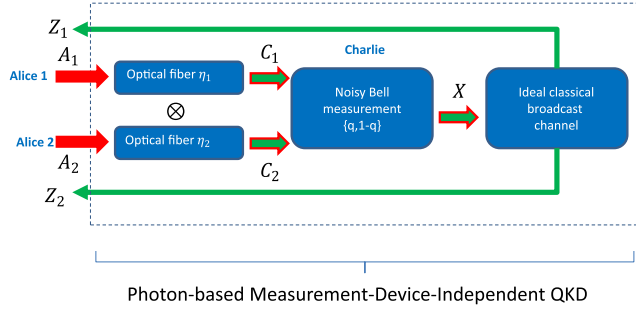 Z₁
A₁
Alice 1
Optical fiber η₁
C₁
Charlie
⊗
Noisy Bell
measurement
{q,1-q}
X
Ideal classical
broadcast
channel
Alice 2
Optical fiber η₂
A₂
C₂
Z₂
Photon-based Measurement-Device-Independent QKD